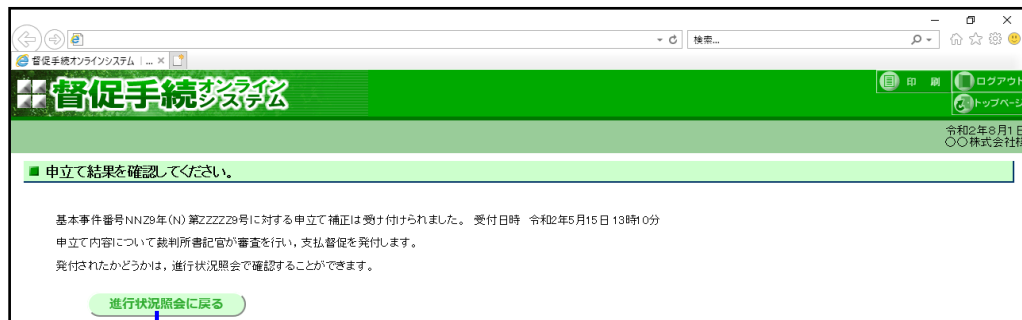 検索...
督促手続オンラインシステム | ... ×
督促手続オンラインシステム
印 刷
ログアウト
トップページ
令和2年8月1日
〇〇株式会社様
■ 申立て結果を確認してください。
基本事件番号NNZ9年(N)第ZZZZZ9号に対する申立て補正は受け付けられました。 受付日時 令和2年5月15日 13時10分
申立て内容について裁判所書記官が審査を行い,支払督促を発付します。
発付されたかどうかは,進行状況照会で確認することができます。
進行状況照会に戻る